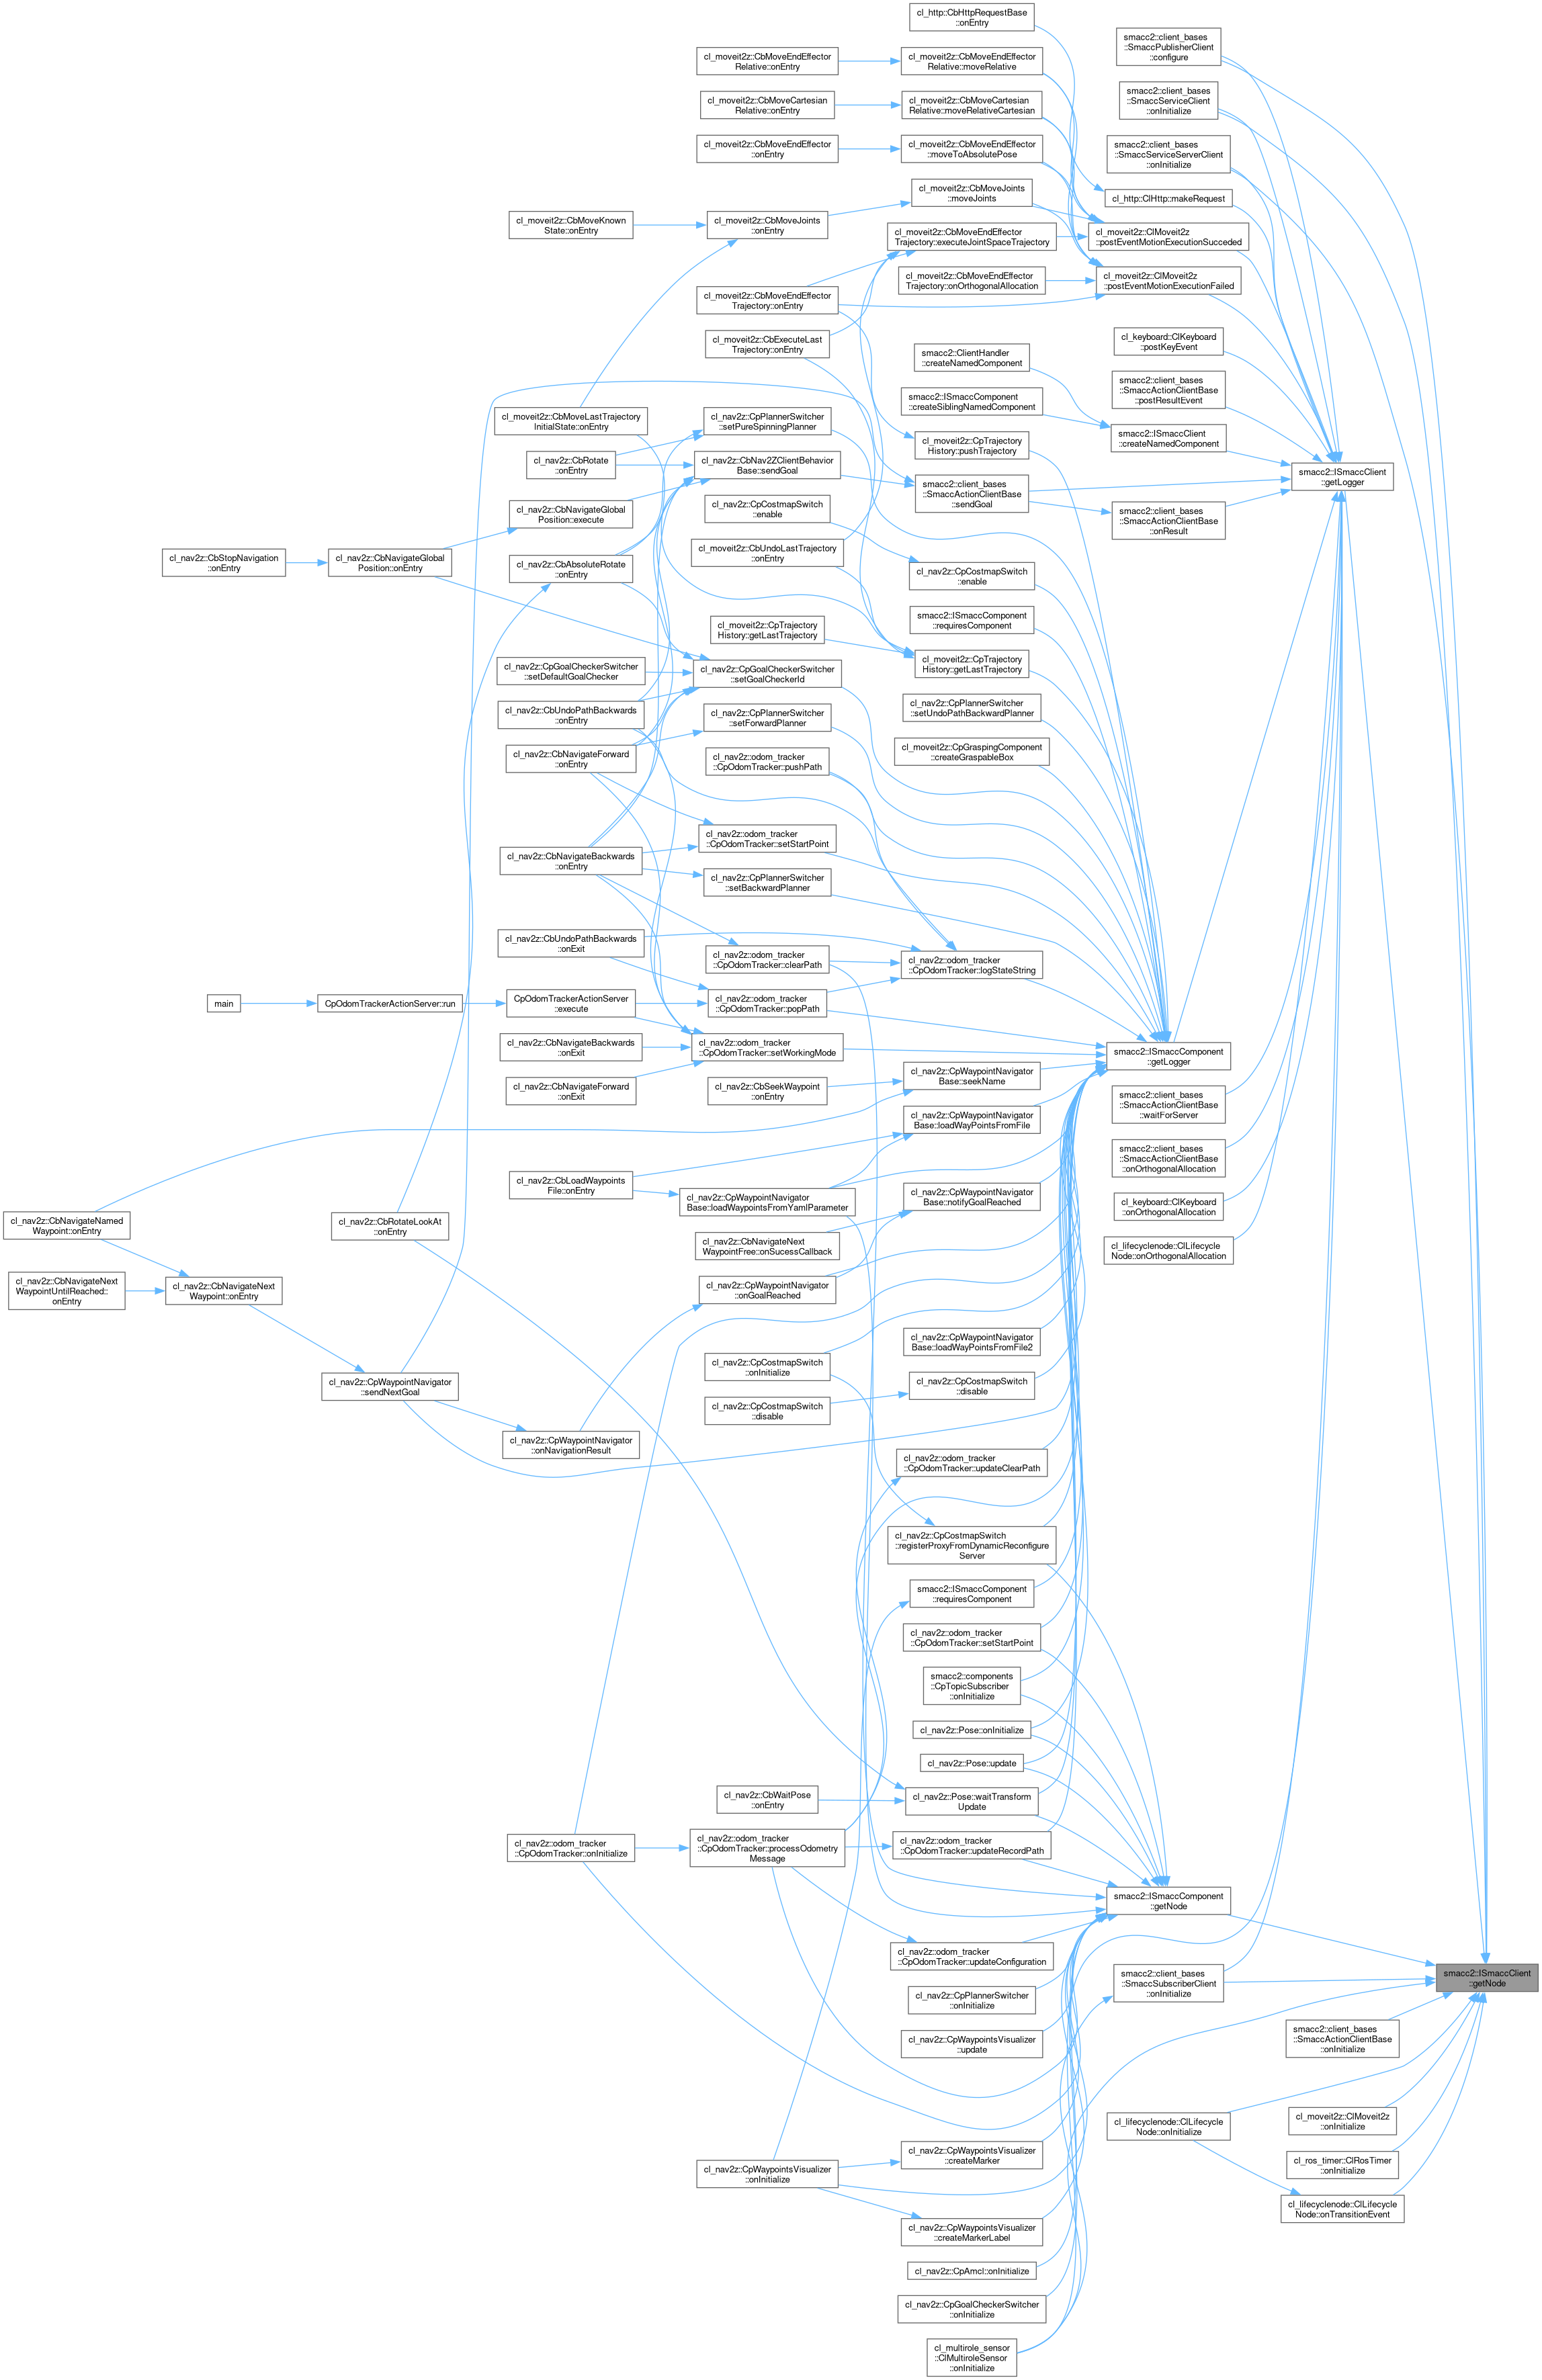 cl_http::CbHttpRequestBase
::onEntry
smacc2::client_bases
::SmaccPublisherClient
::configure
cl_moveit2z::CbMoveEndEffector
Relative::onEntry
cl_moveit2z::CbMoveEndEffector
Relative::moveRelative
smacc2::client_bases
::SmaccServiceClient
::onInitialize
cl_moveit2z::CbMoveCartesian
Relative::onEntry
cl_moveit2z::CbMoveCartesian
Relative::moveRelativeCartesian
cl_moveit2z::CbMoveEndEffector
::onEntry
cl_moveit2z::CbMoveEndEffector
::moveToAbsolutePose
smacc2::client_bases
::SmaccServiceServerClient
::onInitialize
cl_moveit2z::CbMoveJoints
::moveJoints
cl_http::ClHttp::makeRequest
cl_moveit2z::CbMoveKnown
State::onEntry
cl_moveit2z::CbMoveJoints
::onEntry
cl_moveit2z::CbMoveEndEffector
Trajectory::executeJointSpaceTrajectory
cl_moveit2z::ClMoveit2z
::postEventMotionExecutionSucceded
cl_moveit2z::CbMoveEndEffector
Trajectory::onOrthogonalAllocation
cl_moveit2z::ClMoveit2z
::postEventMotionExecutionFailed
cl_moveit2z::CbMoveEndEffector
Trajectory::onEntry
cl_moveit2z::CbExecuteLast
Trajectory::onEntry
smacc2::ClientHandler
::createNamedComponent
cl_keyboard::ClKeyboard
::postKeyEvent
smacc2::ISmaccComponent
::createSiblingNamedComponent
smacc2::client_bases
::SmaccActionClientBase
::postResultEvent
cl_moveit2z::CbMoveLastTrajectory
InitialState::onEntry
cl_nav2z::CpPlannerSwitcher
::setPureSpinningPlanner
cl_moveit2z::CpTrajectory
History::pushTrajectory
smacc2::ISmaccClient
::createNamedComponent
cl_nav2z::CbRotate
::onEntry
cl_nav2z::CbNav2ZClientBehavior
Base::sendGoal
smacc2::client_bases
::SmaccActionClientBase
::sendGoal
smacc2::ISmaccClient
::getLogger
cl_nav2z::CbNavigateGlobal
Position::execute
cl_nav2z::CpCostmapSwitch
::enable
smacc2::client_bases
::SmaccActionClientBase
::onResult
cl_nav2z::CbStopNavigation
::onEntry
cl_nav2z::CbNavigateGlobal
Position::onEntry
cl_nav2z::CbAbsoluteRotate
::onEntry
cl_moveit2z::CbUndoLastTrajectory
::onEntry
cl_nav2z::CpCostmapSwitch
::enable
cl_moveit2z::CpTrajectory
History::getLastTrajectory
smacc2::ISmaccComponent
::requiresComponent
cl_nav2z::CpGoalCheckerSwitcher
::setDefaultGoalChecker
cl_nav2z::CpGoalCheckerSwitcher
::setGoalCheckerId
cl_moveit2z::CpTrajectory
History::getLastTrajectory
cl_nav2z::CbUndoPathBackwards
::onEntry
cl_nav2z::CpPlannerSwitcher
::setForwardPlanner
cl_nav2z::CpPlannerSwitcher
::setUndoPathBackwardPlanner
cl_nav2z::CbNavigateForward
::onEntry
cl_nav2z::odom_tracker
::CpOdomTracker::pushPath
cl_moveit2z::CpGraspingComponent
::createGraspableBox
cl_nav2z::CbNavigateBackwards
::onEntry
cl_nav2z::odom_tracker
::CpOdomTracker::setStartPoint
cl_nav2z::CpPlannerSwitcher
::setBackwardPlanner
cl_nav2z::CbUndoPathBackwards
::onExit
cl_nav2z::odom_tracker
::CpOdomTracker::clearPath
cl_nav2z::odom_tracker
::CpOdomTracker::logStateString
main
CpOdomTrackerActionServer::run
CpOdomTrackerActionServer
::execute
cl_nav2z::odom_tracker
::CpOdomTracker::popPath
cl_nav2z::CbNavigateBackwards
::onExit
cl_nav2z::odom_tracker
::CpOdomTracker::setWorkingMode
smacc2::ISmaccComponent
::getLogger
cl_nav2z::CbNavigateForward
::onExit
cl_nav2z::CbSeekWaypoint
::onEntry
cl_nav2z::CpWaypointNavigator
Base::seekName
smacc2::client_bases
::SmaccActionClientBase
::waitForServer
cl_nav2z::CpWaypointNavigator
Base::loadWayPointsFromFile
smacc2::client_bases
::SmaccActionClientBase
::onOrthogonalAllocation
cl_nav2z::CbLoadWaypoints
File::onEntry
cl_nav2z::CpWaypointNavigator
Base::loadWaypointsFromYamlParameter
cl_nav2z::CpWaypointNavigator
Base::notifyGoalReached
cl_keyboard::ClKeyboard
::onOrthogonalAllocation
cl_nav2z::CbNavigateNamed
Waypoint::onEntry
cl_nav2z::CbRotateLookAt
::onEntry
cl_nav2z::CbNavigateNext
WaypointFree::onSucessCallback
cl_lifecyclenode::ClLifecycle
Node::onOrthogonalAllocation
cl_nav2z::CbNavigateNext
WaypointUntilReached::
onEntry
cl_nav2z::CbNavigateNext
Waypoint::onEntry
cl_nav2z::CpWaypointNavigator
::onGoalReached
cl_nav2z::CpWaypointNavigator
Base::loadWayPointsFromFile2
cl_nav2z::CpCostmapSwitch
::onInitialize
cl_nav2z::CpWaypointNavigator
::sendNextGoal
cl_nav2z::CpCostmapSwitch
::disable
cl_nav2z::CpCostmapSwitch
::disable
cl_nav2z::CpWaypointNavigator
::onNavigationResult
cl_nav2z::odom_tracker
::CpOdomTracker::updateClearPath
cl_nav2z::CpCostmapSwitch
::registerProxyFromDynamicReconfigure
Server
smacc2::ISmaccComponent
::requiresComponent
cl_nav2z::odom_tracker
::CpOdomTracker::setStartPoint
smacc2::components
::CpTopicSubscriber
::onInitialize
cl_nav2z::Pose::onInitialize
cl_nav2z::Pose::update
cl_nav2z::CbWaitPose
::onEntry
cl_nav2z::Pose::waitTransform
Update
cl_nav2z::odom_tracker
::CpOdomTracker::onInitialize
cl_nav2z::odom_tracker
::CpOdomTracker::processOdometry
Message
cl_nav2z::odom_tracker
::CpOdomTracker::updateRecordPath
smacc2::ISmaccComponent
::getNode
cl_nav2z::odom_tracker
::CpOdomTracker::updateConfiguration
smacc2::client_bases
::SmaccSubscriberClient
::onInitialize
smacc2::ISmaccClient
::getNode
cl_nav2z::CpPlannerSwitcher
::onInitialize
cl_nav2z::CpWaypointsVisualizer
::update
smacc2::client_bases
::SmaccActionClientBase
::onInitialize
cl_lifecyclenode::ClLifecycle
Node::onInitialize
cl_moveit2z::ClMoveit2z
::onInitialize
cl_nav2z::CpWaypointsVisualizer
::onInitialize
cl_nav2z::CpWaypointsVisualizer
::createMarker
cl_ros_timer::ClRosTimer
::onInitialize
cl_lifecyclenode::ClLifecycle
Node::onTransitionEvent
cl_nav2z::CpWaypointsVisualizer
::createMarkerLabel
cl_nav2z::CpAmcl::onInitialize
cl_nav2z::CpGoalCheckerSwitcher
::onInitialize
cl_multirole_sensor
::ClMultiroleSensor
::onInitialize